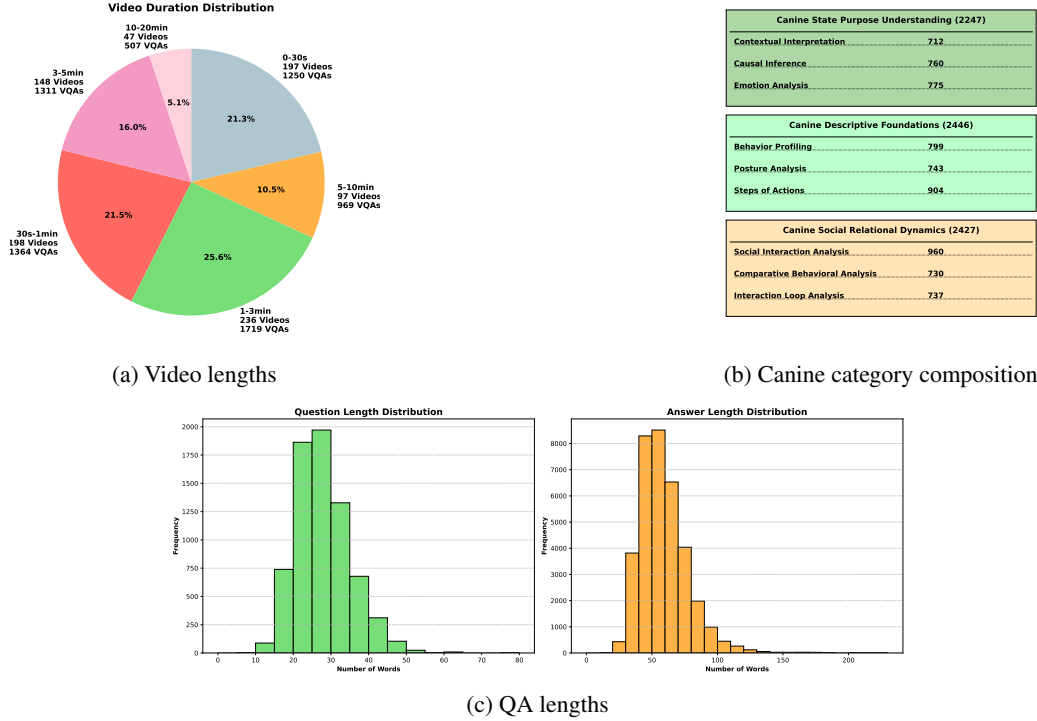 Video Duration Distribution
10-20min
47 Videos
507 VQAs
0-30s
197 Videos
1250 VQAs
3-5min
148 Videos
1311 VQAs
5.1%
21.3%
16.0%
5-10min
97 Videos
969 VQAs
10.5%
21.5%
30s-1min
198 Videos
1364 VQAs
25.6%
1-3min
236 Videos
1719 VQAs
(a) Video lengths
Canine State Purpose Understanding (2247)
Contextual Interpretation 712
Causal Inference 760
Emotion Analysis 775
Canine Descriptive Foundations (2446)
Behavior Profiling 799
Posture Analysis 743
Steps of Actions 904
Canine Social Relational Dynamics (2427)
Social Interaction Analysis 960
Comparative Behavioral Analysis 730
Interaction Loop Analysis 737
(b) Canine category composition
Question Length Distribution
Frequency
2000
1750
1500
1250
1000
750
500
250
0
0 10 20 30 40 50 60 70 80
Number of Words
Answer Length Distribution
Frequency
8000
7000
6000
5000
4000
3000
2000
1000
0
0 50 100 150 200
Number of Words
(c) QA lengths